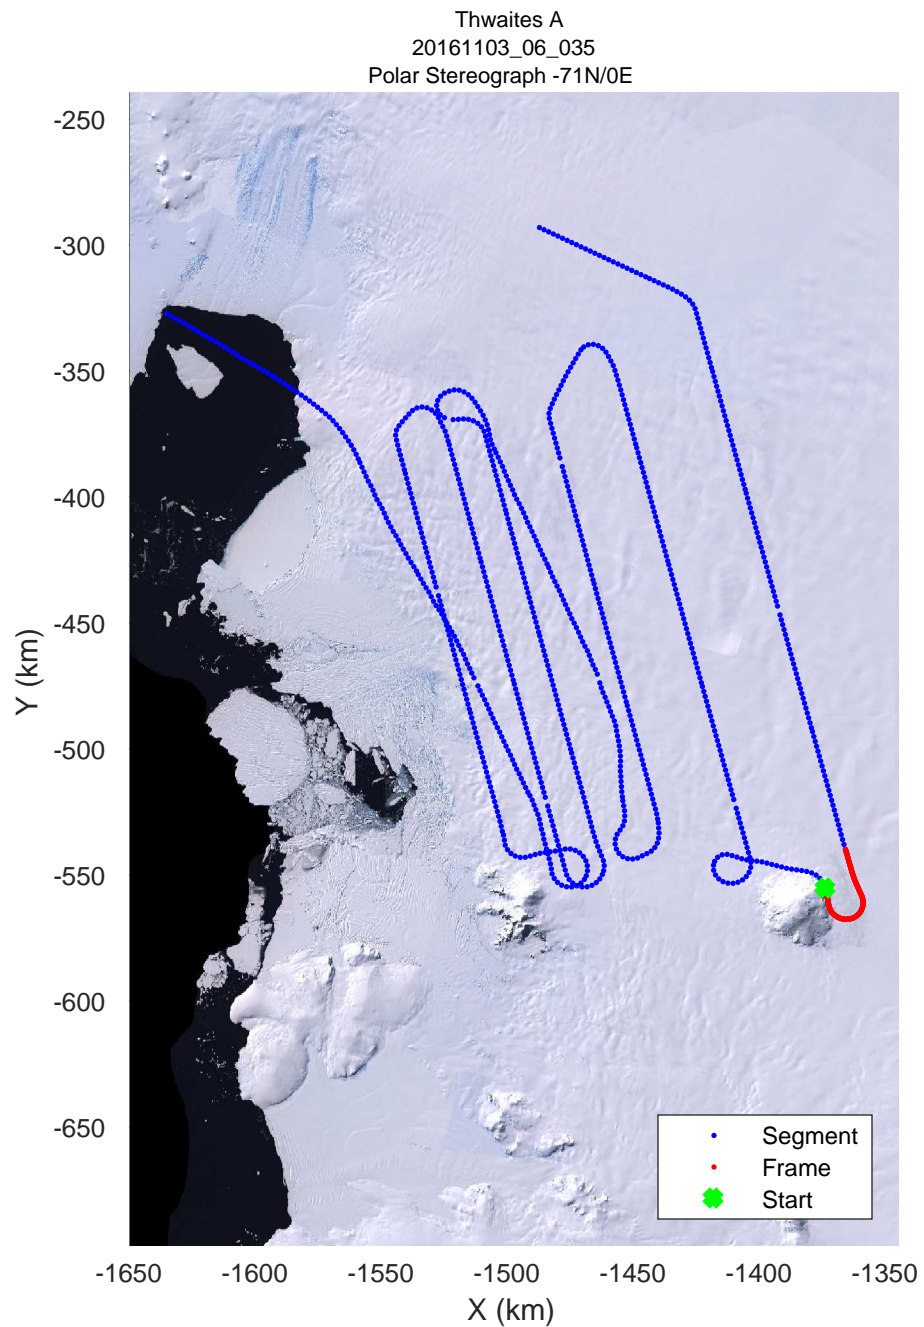 Thwaites A
20161103_06_035
Polar Stereograph -71N/0E
-250
-300
-350
-400
-450
-500
-550
-600
-650
Y (km)
Segment
Frame
Start
-1650 -1600 -1550 -1500 -1450 -1400 -1350
X (km)